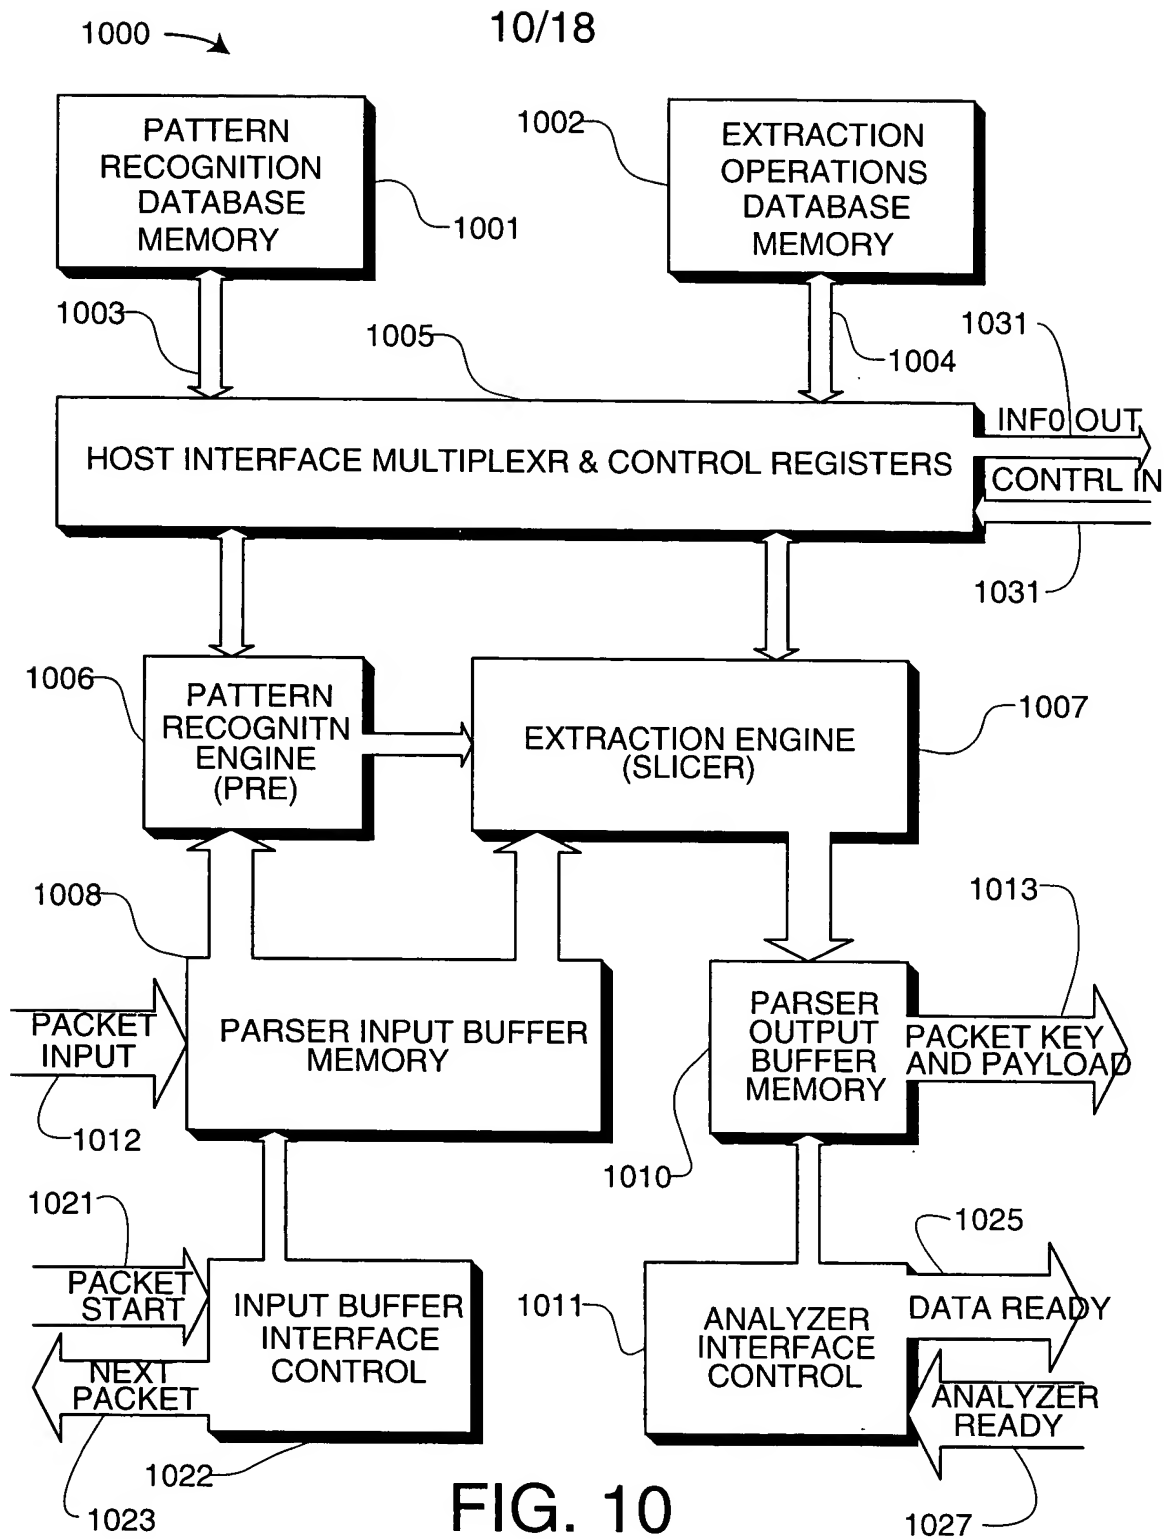 10/18
1000
PATTERN
RECOGNITION
DATABASE
MEMORY
1001
1002
EXTRACTION
OPERATIONS
DATABASE
MEMORY
1003
1004
1005
1031
INFO OUT
HOST INTERFACE MULTIPLEXR & CONTROL REGISTERS
CONTRL IN
1031
1006
PATTERN
RECOGNITN
ENGINE
(PRE)
EXTRACTION ENGINE
(SLICER)
1007
1008
1013
PACKET
INPUT
1012
PARSER INPUT BUFFER
MEMORY
PARSER
OUTPUT
BUFFER
MEMORY
PACKET KEY
AND PAYLOAD
1010
1021
PACKET
START
NEXT
PACKET
INPUT BUFFER
INTERFACE
CONTROL
1022
1023
1011
ANALYZER
INTERFACE
CONTROL
1025
DATA READY
ANALYZER
READY
1027
FIG. 10